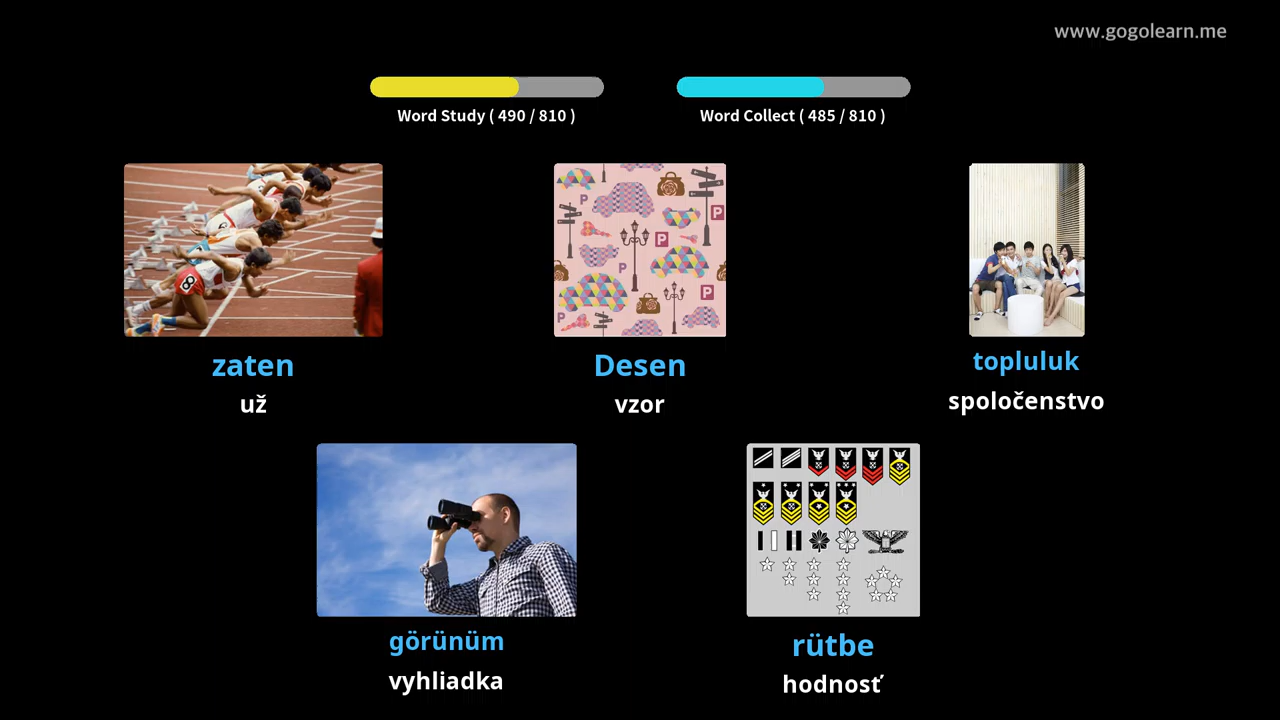 www.gogolearn.me
Word Study ( 490 / 810 )
Word Collect ( 485 / 810 )
zaten
už
Desen
vzor
topluluk
spoločenstvo
görünüm
vyhliadka
rütbe
hodnosť
8
P
P
P
P
P
P